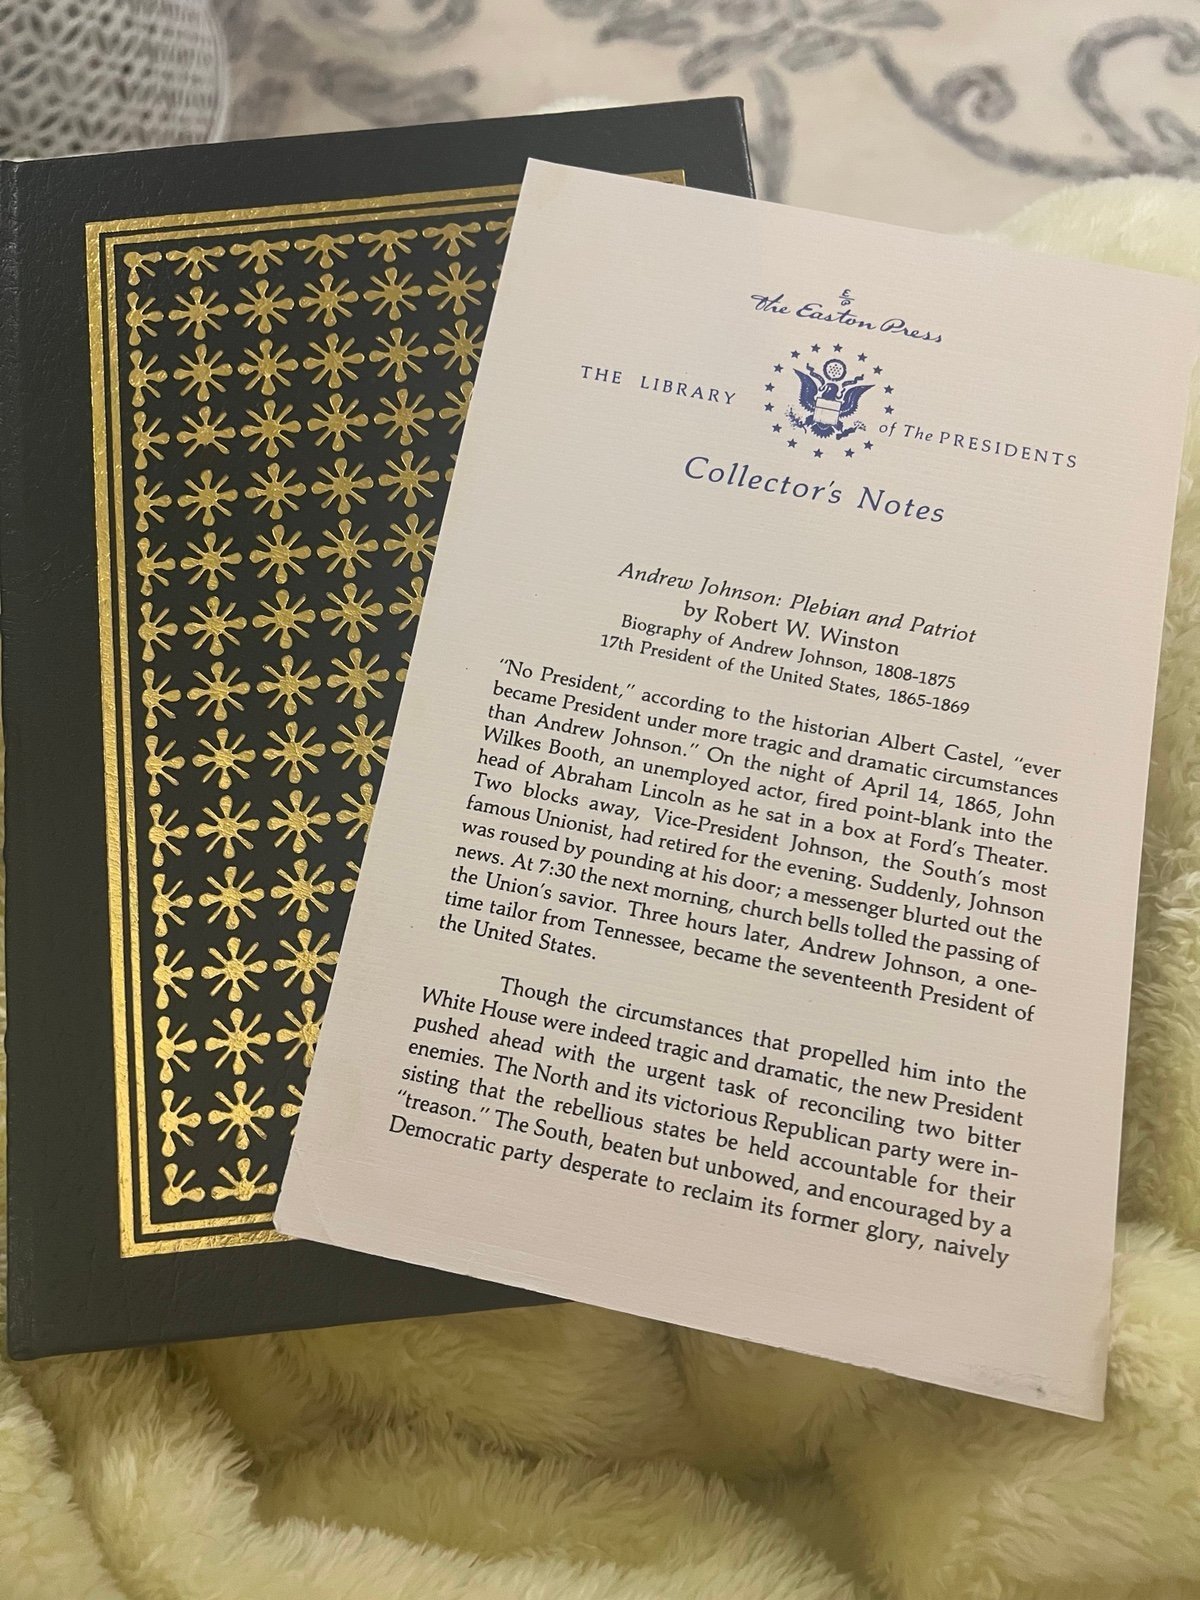 E
P
The Easton Press
THE LIBRARY of The PRESIDENTS
Collector's Notes
Andrew Johnson: Plebian and Patriot
by Robert W. Winston
Biography of Andrew Johnson, 1808-1875
17th President of the United States, 1865-1869
"No President," according to the historian Albert Castel, "ever
became President under more tragic and dramatic circumstances
than Andrew Johnson." On the night of April 14, 1865, John
Wilkes Booth, an unemployed actor, fired point-blank into the
head of Abraham Lincoln as he sat in a box at Ford's Theater.
Two blocks away, Vice-President Johnson, the South's most
famous Unionist, had retired for the evening. Suddenly, Johnson
was roused by pounding at his door; a messenger blurted out the
news. At 7:30 the next morning, church bells tolled the passing of
the Union's savior. Three hours later, Andrew Johnson, a one-
time tailor from Tennessee, became the seventeenth President of
the United States.
Though the circumstances that propelled him into the
White House were indeed tragic and dramatic, the new President
pushed ahead with the urgent task of reconciling two bitter
enemies. The North and its victorious Republican party were in-
sisting that the rebellious states be held accountable for their
"treason." The South, beaten but unbowed, and encouraged by a
Democratic party desperate to reclaim its former glory, naively